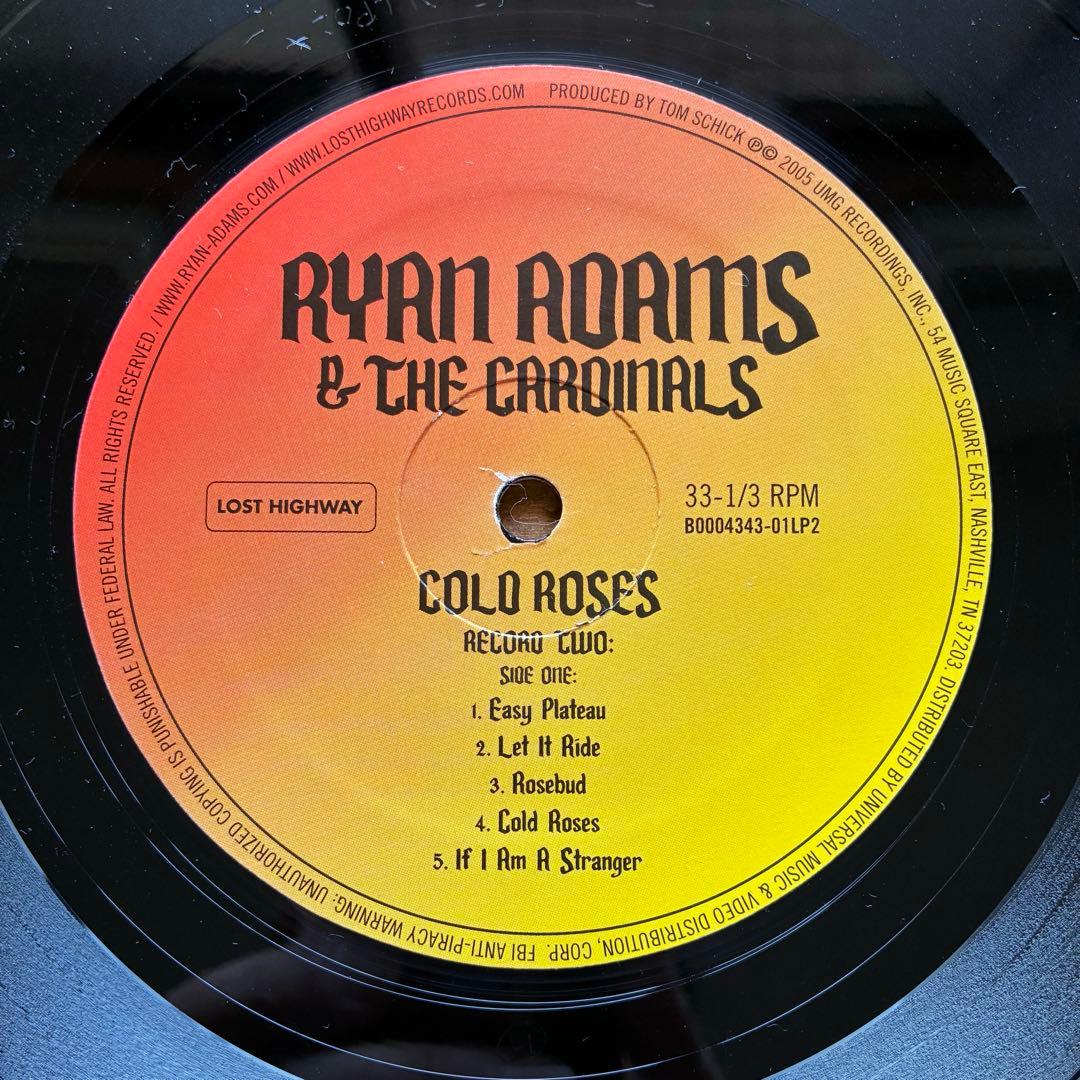 WWW.RYAN-ADAMS.COM / WWW.LOSTHIGHWAYRECORDS.COM PRODUCED BY TOM SCHICK ℗© 2005 UMG RECORDINGS, INC., 54 MUSIC SQUARE EAST, NASHVILLE, TN 37203. DISTRIBUTED BY UNIVERSAL MUSIC & VIDEO DISTRIBUTION, CORP. FBI ANTI-PIRACY WARNING: UNAUTHORIZED COPYING IS PUNISHABLE UNDER FEDERAL LAW. ALL RIGHTS RESERVED. /
RYAN ADAMS
& THE CARDINALS
LOST HIGHWAY
33-1/3 RPM
B0004343-01LP2
COLD ROSES
RECORD TWO:
SIDE ONE:
1. Easy Plateau
2. Let It Ride
3. Rosebud
4. Cold Roses
5. If I Am A Stranger